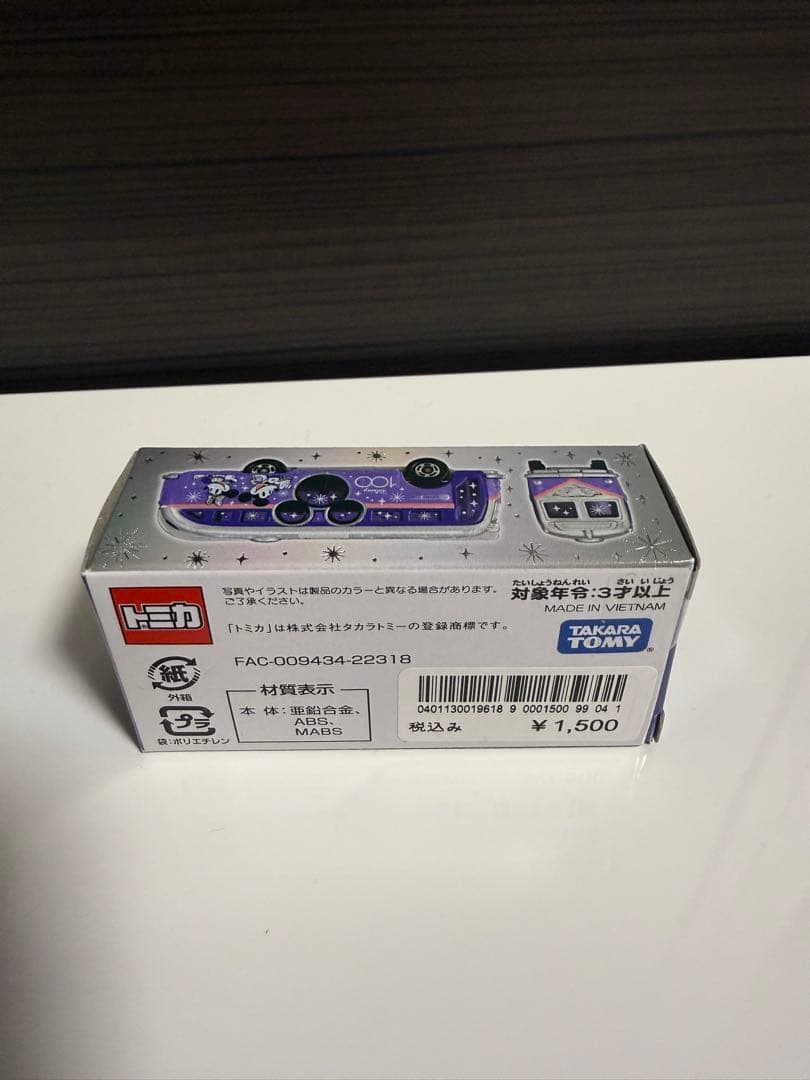 Disney
100
トミカ
写真やイラストは製品のカラーと異なる場合があります。
ご了承ください。
たいしょうねんれい さい いじょう
対象年令:3才以上
MADE IN VIETNAM
「トミカ」は株式会社タカラトミーの登録商標です。
TAKARA
TOMY®
紙
外箱
プラ
袋:ポリエチレン
FAC-009434-22318
材質表示
本 体:亜鉛合金、
ABS、
MABS
0401130019618 9 0001500 99 04 1
税込み ¥1,500